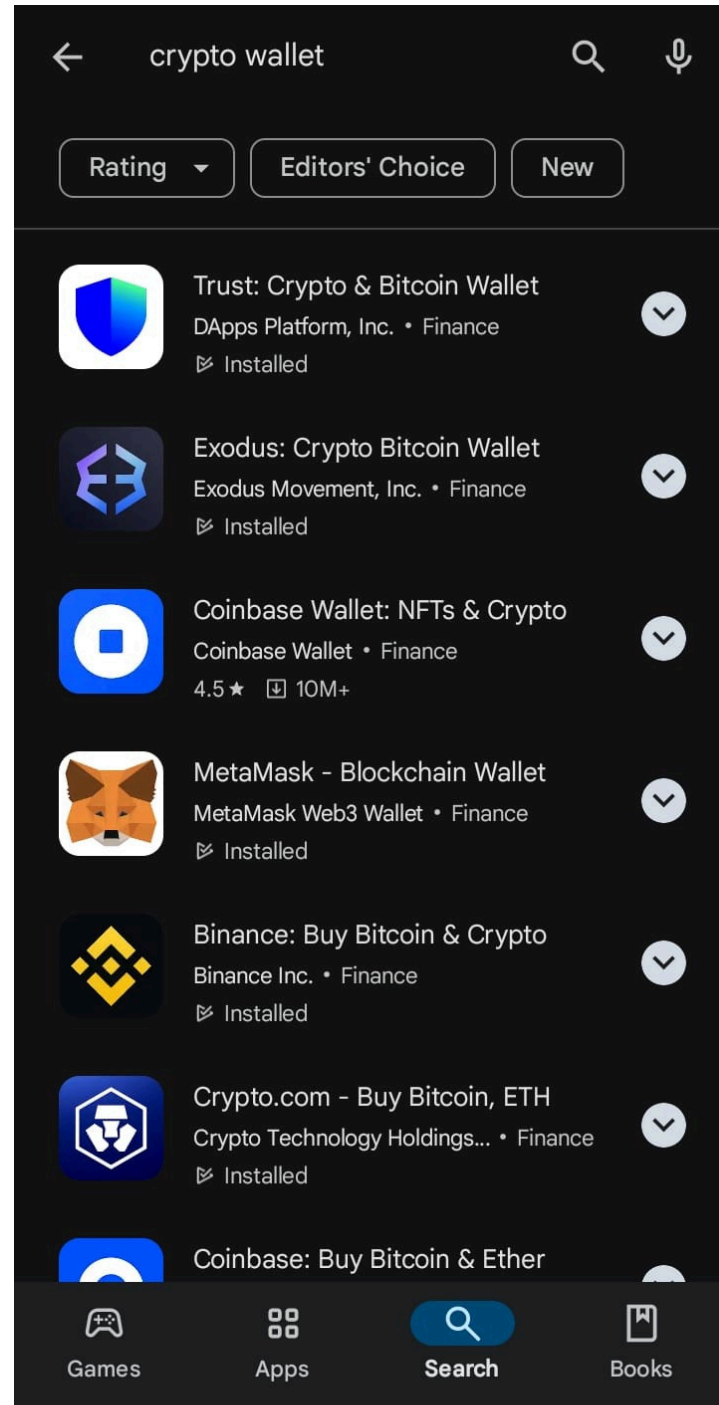 crypto wallet
Rating
Editors' Choice
New
Trust: Crypto & Bitcoin Wallet
DApps Platform, Inc. • Finance
Installed
Exodus: Crypto Bitcoin Wallet
Exodus Movement, Inc. • Finance
Installed
Coinbase Wallet: NFTs & Crypto
Coinbase Wallet • Finance
4.5★ 10M+
MetaMask - Blockchain Wallet
MetaMask Web3 Wallet • Finance
Installed
Binance: Buy Bitcoin & Crypto
Binance Inc. • Finance
Installed
Crypto.com - Buy Bitcoin, ETH
Crypto Technology Holdings... • Finance
Installed
Coinbase: Buy Bitcoin & Ether
Games
Apps
Search
Books